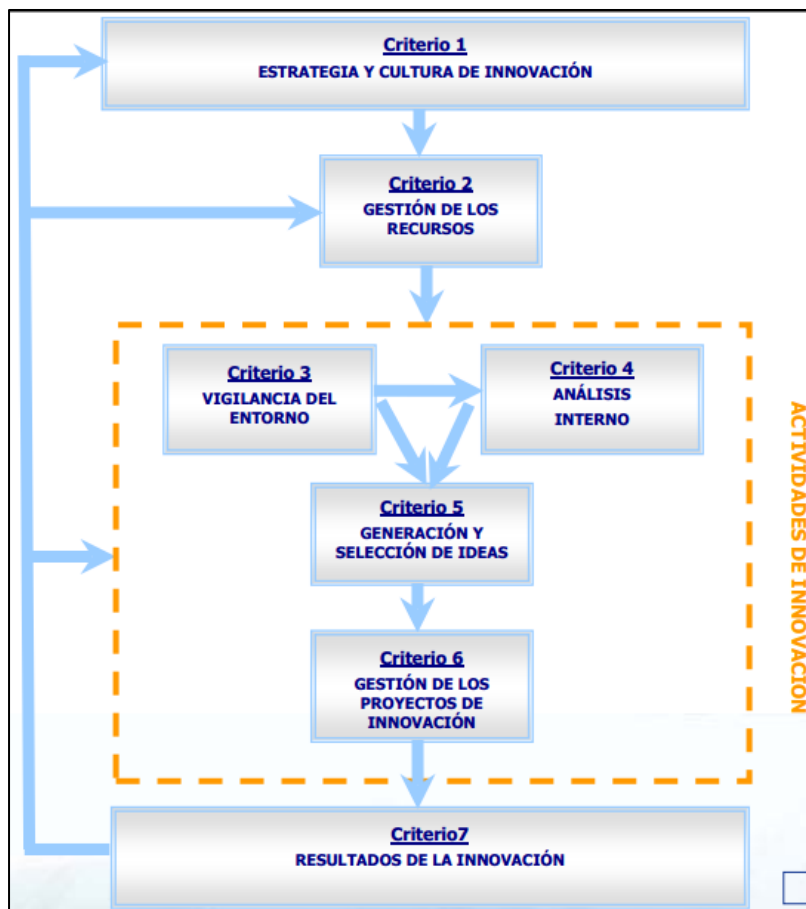 Criterio 1
ESTRATEGIA Y CULTURA DE INNOVACIÓN
Criterio 2
GESTIÓN DE LOS
RECURSOS
Criterio 3
VIGILANCIA DEL
ENTORNO
Criterio 4
ANÁLISIS
INTERNO
Criterio 5
GENERACIÓN Y
SELECCIÓN DE IDEAS
Criterio 6
GESTIÓN DE LOS
PROYECTOS DE
INNOVACIÓN
ACTIVIDADES DE INNOVACIÓN
Criterio7
RESULTADOS DE LA INNOVACIÓN